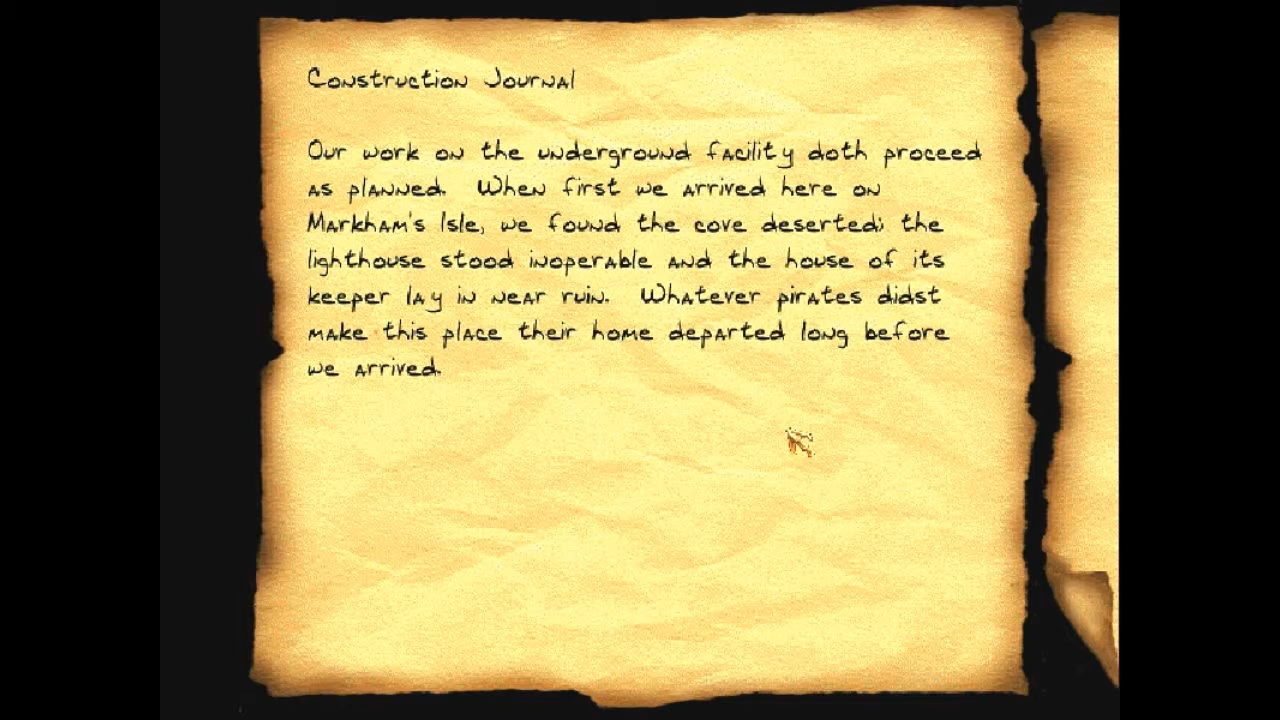 Construction Journal
Our work on the underground facility doth proceed
as planned. When first we arrived here on
Markham's Isle, we found the cove deserted; the
lighthouse stood inoperable and the house of its
keeper lay in near ruin. Whatever pirates didst
make this place their home departed long before
we arrived.